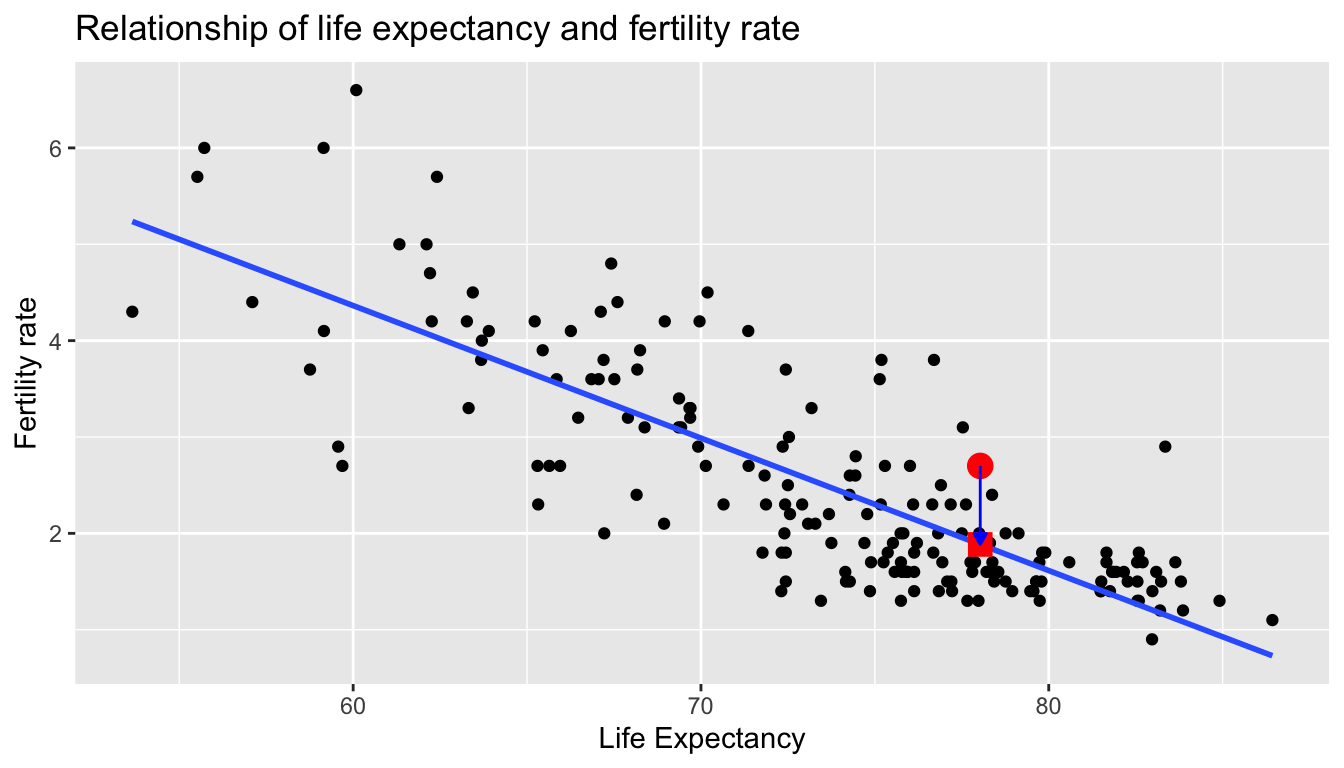 Relationship of life expectancy and fertility rate
6
4
2
Fertility rate
60 70 80
Life Expectancy